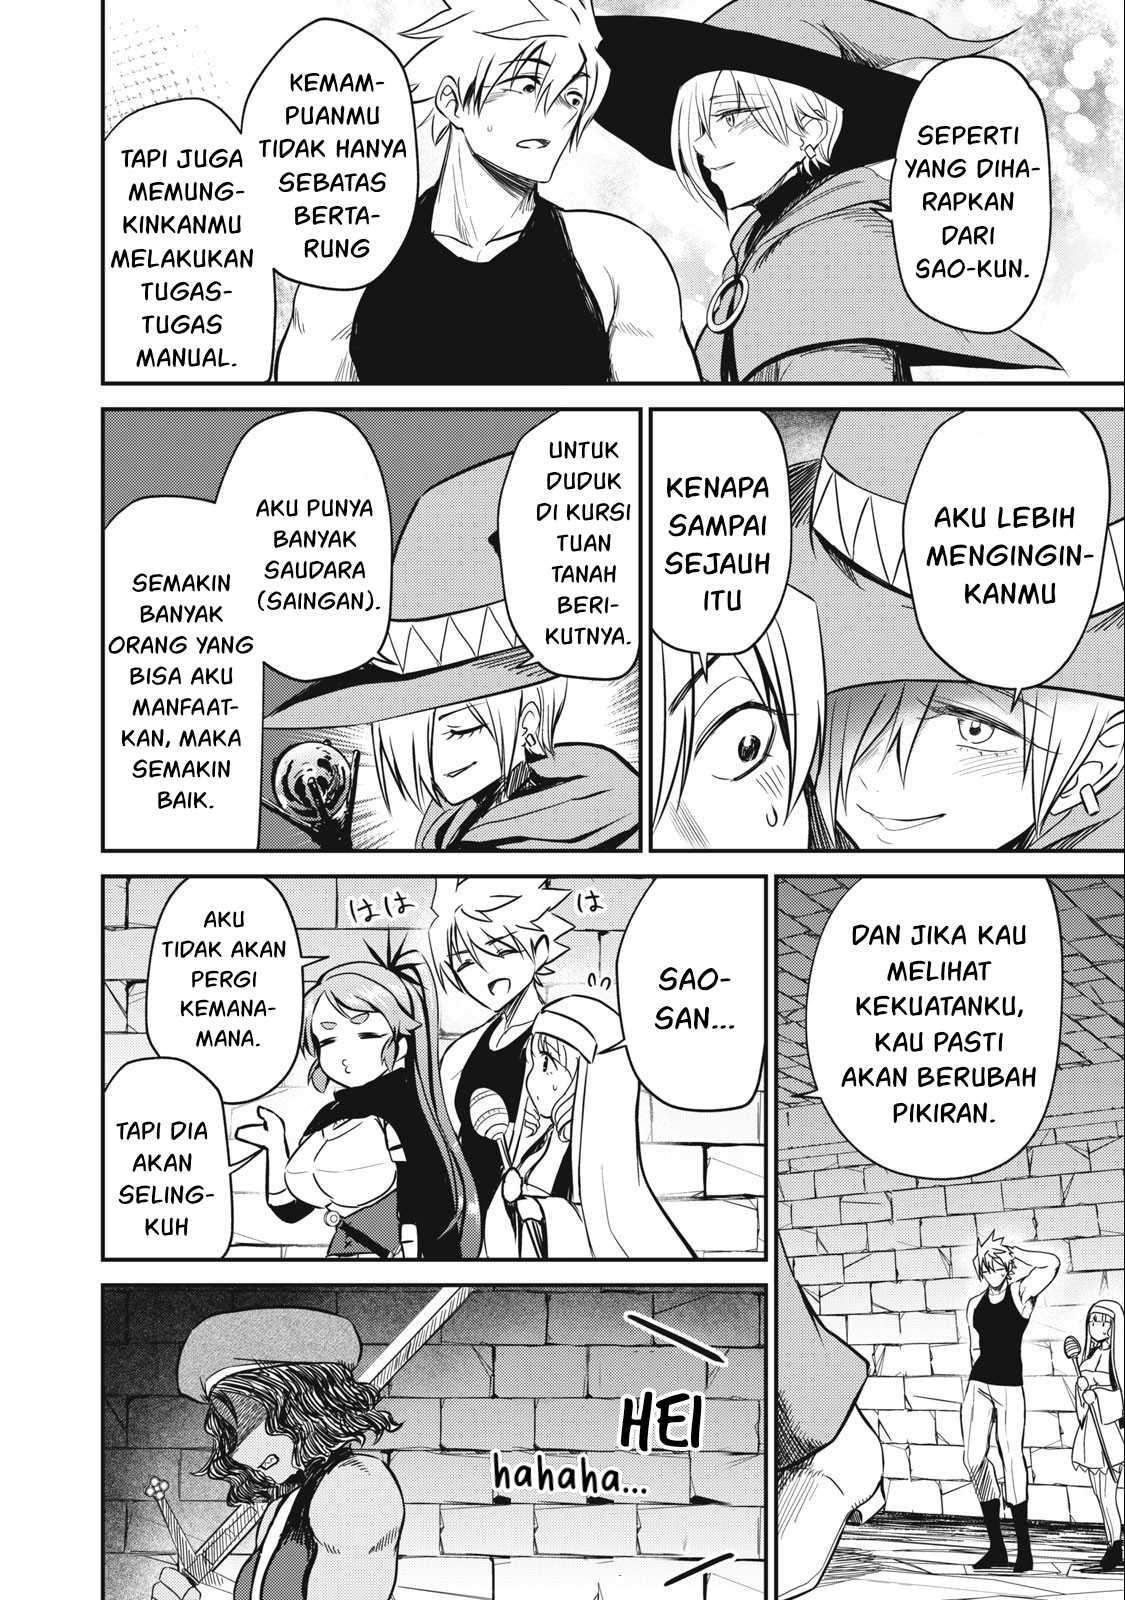 SEPERTI
YANG DIHA-
RAPKAN
DARI
SAO-KUN.
KEMAM-
PUANMU
TIDAK HANYA
SEBATAS
BERTA-
RUNG
TAPI JUGA
MEMUNG-
KINKANMU
MELAKUKAN
TUGAS-
TUGAS
MANUAL.
AKU LEBIH
MENGINGIN-
KANMU
KENAPA
SAMPAI
SEJAUH
ITU
UNTUK
DUDUK
DI KURSI
TUAN
TANAH
BERI-
KUTNYA.
AKU PUNYA
BANYAK
SAUDARA
(SAINGAN).
SEMAKIN
BANYAK
ORANG YANG
BISA AKU
MANFAAT-
KAN, MAKA
SEMAKIN
BAIK.
DAN JIKA KAU
MELIHAT
KEKUATANKU,
KAU PASTI
AKAN BERUBAH
PIKIRAN.
SAO-
SAN...
は
はは
AKU
TIDAK AKAN
PERGI
KEMANA-
MANA.
TAPI DIA
AKAN
SELING-
KUH
HEI
hahaha...